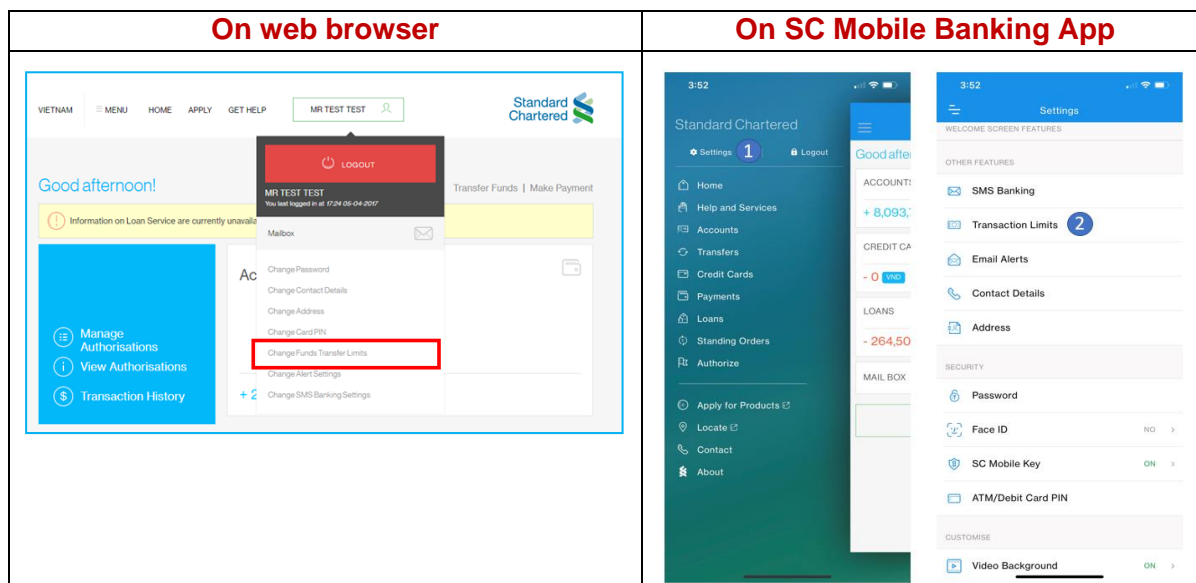 On web browser
On SC Mobile Banking App
VIETNAM MENU HOME APPLY GET HELP MR TEST TEST
Standard
Chartered
LOGOUT
Good afternoon!
MR TEST TEST
You last logged in at 17:24 05-04-2017
Transfer Funds | Make Payment
Information on Loan Service are currently
Mailbox
Change Password
Change Contact Details
Change Address
Change Card PIN
Change Funds Transfer Limits
Change Alert Settings
Change SMS Banking Settings
Manage
Authorisations
View Authorisations
Transaction History
+ 2
3:52
Standard Chartered
Settings 1 Logout
Home
Help and Services
Accounts
Transfers
Credit Cards
Payments
Loans
Standing Orders
Authorize
Apply for Products
Locate
Contact
About
Good afte
ACCOUNTS
+ 8,093,
CREDIT CA
- 0 VND
LOANS
- 264,50
MAIL BOX
3:52
Settings
WELCOME SCREEN FEATURES
OTHER FEATURES
SMS Banking
Transaction Limits 2
Email Alerts
Contact Details
Address
SECURITY
Password
Face ID NO
SC Mobile Key ON
ATM/Debit Card PIN
CUSTOMISE
Video Background ON